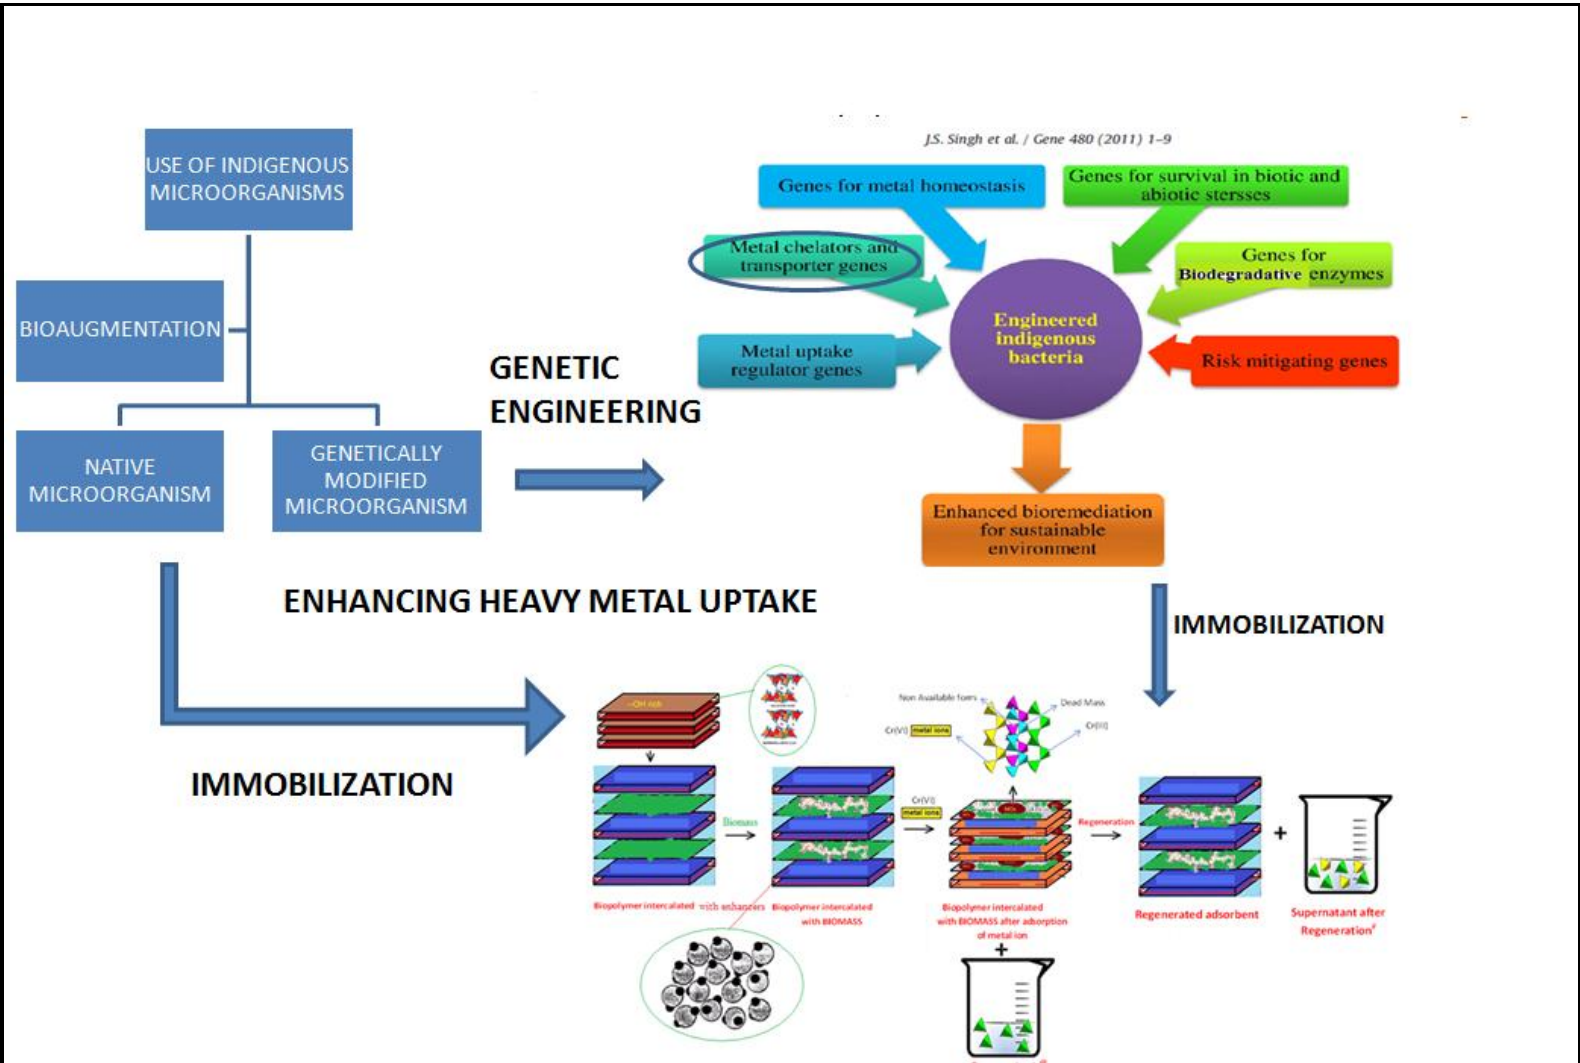 J.S. Singh et al. / Gene 480 (2011) 1–9
USE OF INDIGENOUS
MICROORGANISMS
BIOAUGMENTATION
NATIVE
MICROORGANISM
GENETICALLY
MODIFIED
MICROORGANISM
GENETIC
ENGINEERING
Genes for metal homeostasis
Genes for survival in biotic and
abiotic stersses
Metal chelators and
transporter genes
Genes for
Biodegradative enzymes
Metal uptake
regulator genes
Engineered
indigenous
bacteria
Risk mitigating genes
Enhanced bioremediation
for sustainable
environment
ENHANCING HEAVY METAL UPTAKE
IMMOBILIZATION
IMMOBILIZATION
--OH rich
Non Available foms
Dead Mass
Cr(VI) metal ions
Cr(III)
Biomass
Cr(VI)
metal ions
Regeneration
+
Biopolymer intercalated with enhancers
Biopolymer intercalated
with BIOMASS
Biopolymer intercalated
with BIOMASS after adsorption
of metal ion
+
Regenerated adsorbent
Supernatant after
Regeneration